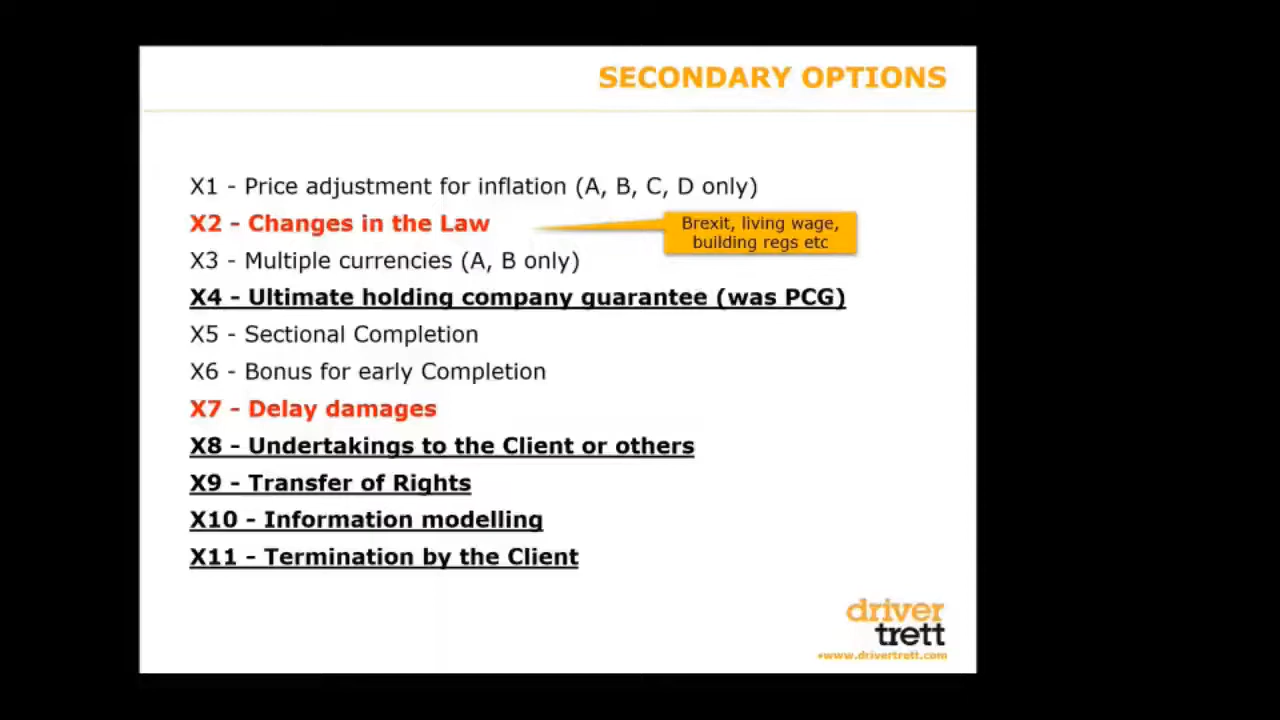 SECONDARY OPTIONS
X1 - Price adjustment for inflation (A, B, C, D only)
X2 - Changes in the Law
Brexit, living wage,
building regs etc
X3 - Multiple currencies (A, B only)
X4 - Ultimate holding company guarantee (was PCG)
X5 - Sectional Completion
X6 - Bonus for early Completion
X7 - Delay damages
X8 - Undertakings to the Client or others
X9 - Transfer of Rights
X10 - Information modelling
X11 - Termination by the Client
driver
trett
•www.drivertrett.com